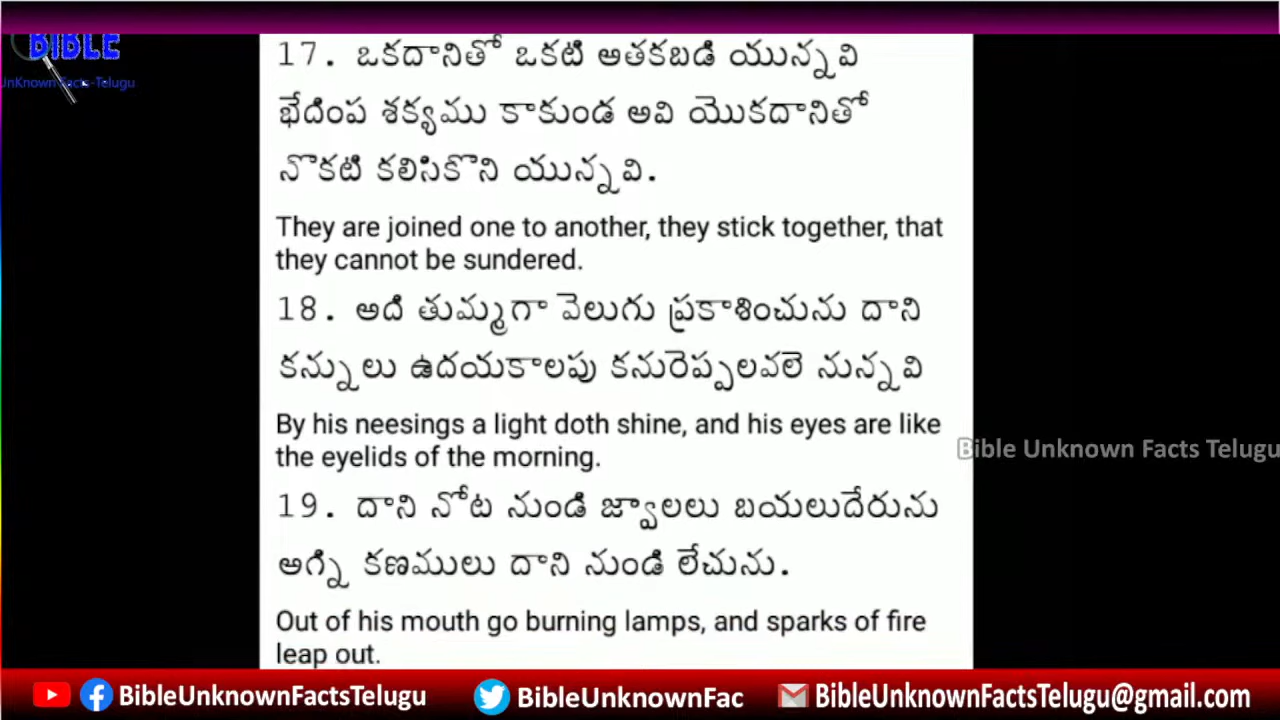 BIBLE
UnKnown Facts-Telugu
17. ఒకదానితో ఒకటి అతకబడి యున్నవి
భేదింప శక్యము కాకుండ అవి యొకదానితో
నొకటి కలిసికొని యున్నవి.
They are joined one to another, they stick together, that
they cannot be sundered.
18. అది తుమ్మగా వెలుగు ప్రకాశించును దాని
కన్నులు ఉదయకాలపు కనురెప్పలవలె నున్నవి
By his neesings a light doth shine, and his eyes are like
the eyelids of the morning.
Bible Unknown Facts Telugu
19. దాని నోట నుండి జ్వాలలు బయలుదేరును
అగ్ని కణములు దాని నుండి లేచును.
Out of his mouth go burning lamps, and sparks of fire
leap out.
BibleUnknownFactsTelugu BibleUnknownFac BibleUnknownFactsTelugu@gmail.com